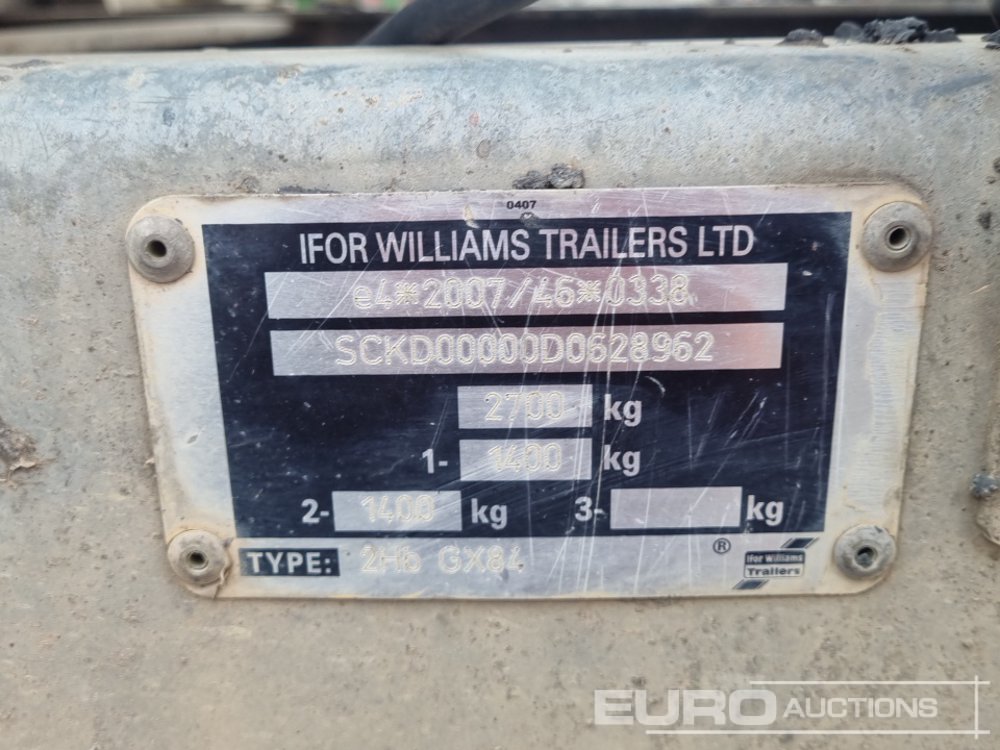 0407
IFOR WILLIAMS TRAILERS LTD
e4*2007/46*0338
SCKD00000D0628962
2700 kg
1- 1400 kg
2- 1400 kg 3- kg
TYPE: 2Hb GX84 ®
Ifor Williams
Trailers
EURO AUCTIONS